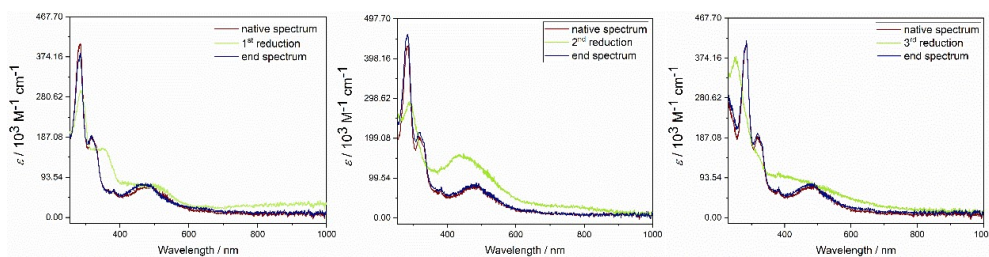 467.70
374.16
280.62
187.08
93.54
0.00
ε / 10³ M⁻¹ cm⁻¹
native spectrum
1st reduction
end spectrum
400
600
800
1000
Wavelength / nm
497.70
398.16
298.62
199.08
99.54
0.00
ε / 10³ M⁻¹ cm⁻¹
native spectrum
2nd reduction
end spectrum
400
600
800
1000
Wavelength / nm
467.70
374.16
280.62
187.08
93.54
0.00
ε / 10³ M⁻¹ cm⁻¹
native spectrum
3rd reduction
end spectrum
400
600
800
1000
Wavelength / nm